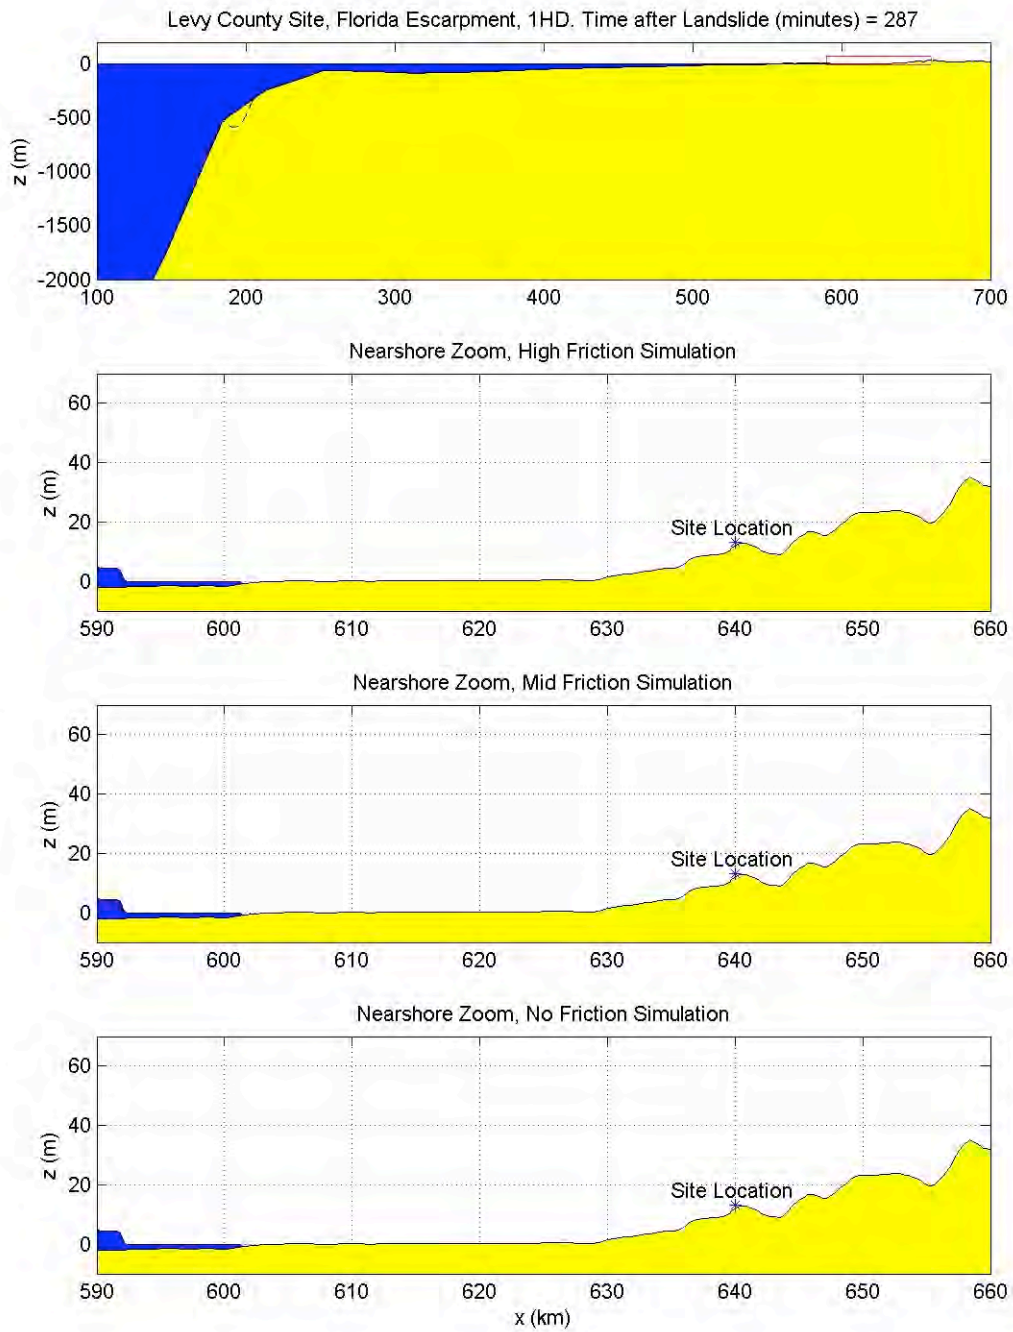 Levy County Site, Florida Escarpment, 1HD. Time after Landslide (minutes) = 287
0
-500
-1000
-1500
-2000
z (m)
100 200 300 400 500 600 700
Nearshore Zoom, High Friction Simulation
60
40
20
0
z (m)
Site Location
590 600 610 620 630 640 650 660
Nearshore Zoom, Mid Friction Simulation
60
40
20
0
z (m)
Site Location
590 600 610 620 630 640 650 660
Nearshore Zoom, No Friction Simulation
60
40
20
0
z (m)
Site Location
590 600 610 620 630 640 650 660
x (km)